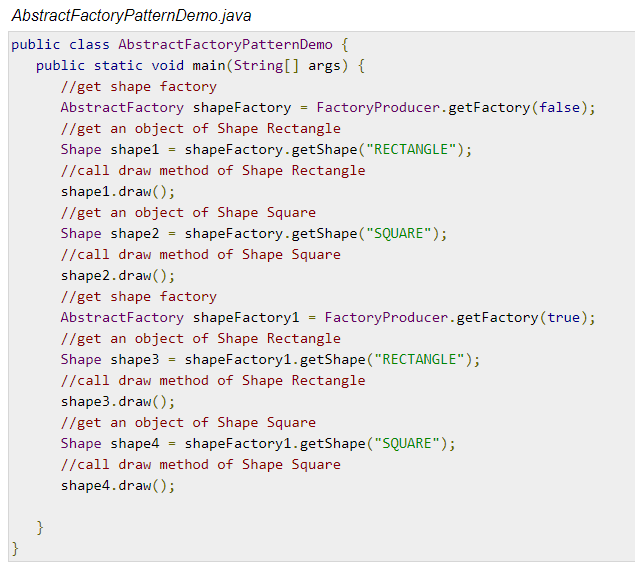 AbstractFactoryPatternDemo.java
public class AbstractFactoryPatternDemo {
   public static void main(String[] args) {
      //get shape factory
      AbstractFactory shapeFactory = FactoryProducer.getFactory(false);
      //get an object of Shape Rectangle
      Shape shape1 = shapeFactory.getShape("RECTANGLE");
      //call draw method of Shape Rectangle
      shape1.draw();
      //get an object of Shape Square
      Shape shape2 = shapeFactory.getShape("SQUARE");
      //call draw method of Shape Square
      shape2.draw();
      //get shape factory
      AbstractFactory shapeFactory1 = FactoryProducer.getFactory(true);
      //get an object of Shape Rectangle
      Shape shape3 = shapeFactory1.getShape("RECTANGLE");
      //call draw method of Shape Rectangle
      shape3.draw();
      //get an object of Shape Square
      Shape shape4 = shapeFactory1.getShape("SQUARE");
      //call draw method of Shape Square
      shape4.draw();
   }
}